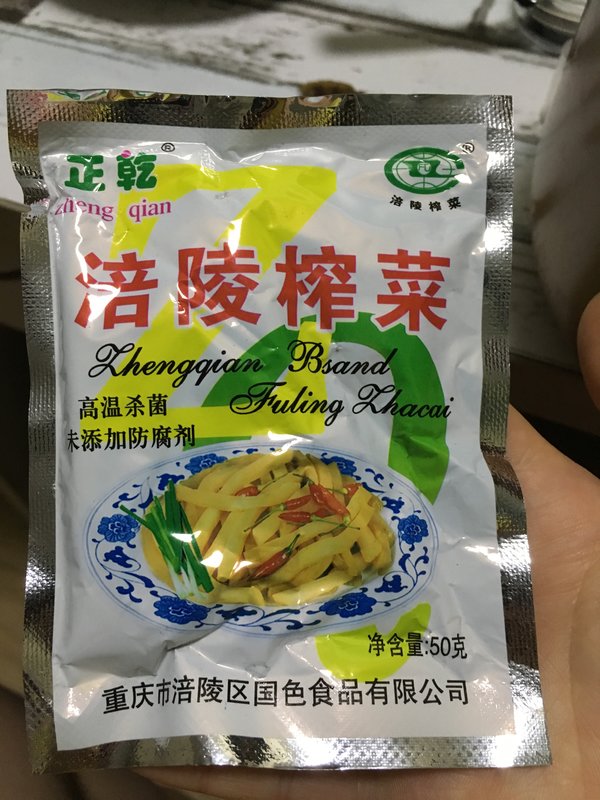 正乾®
zheng qian
®
涪陵榨菜
涪陵榨菜
Zhengqian Bsand
Fuling Zhacai
高温杀菌
未添加防腐剂
净含量:50克
重庆市涪陵区国色食品有限公司